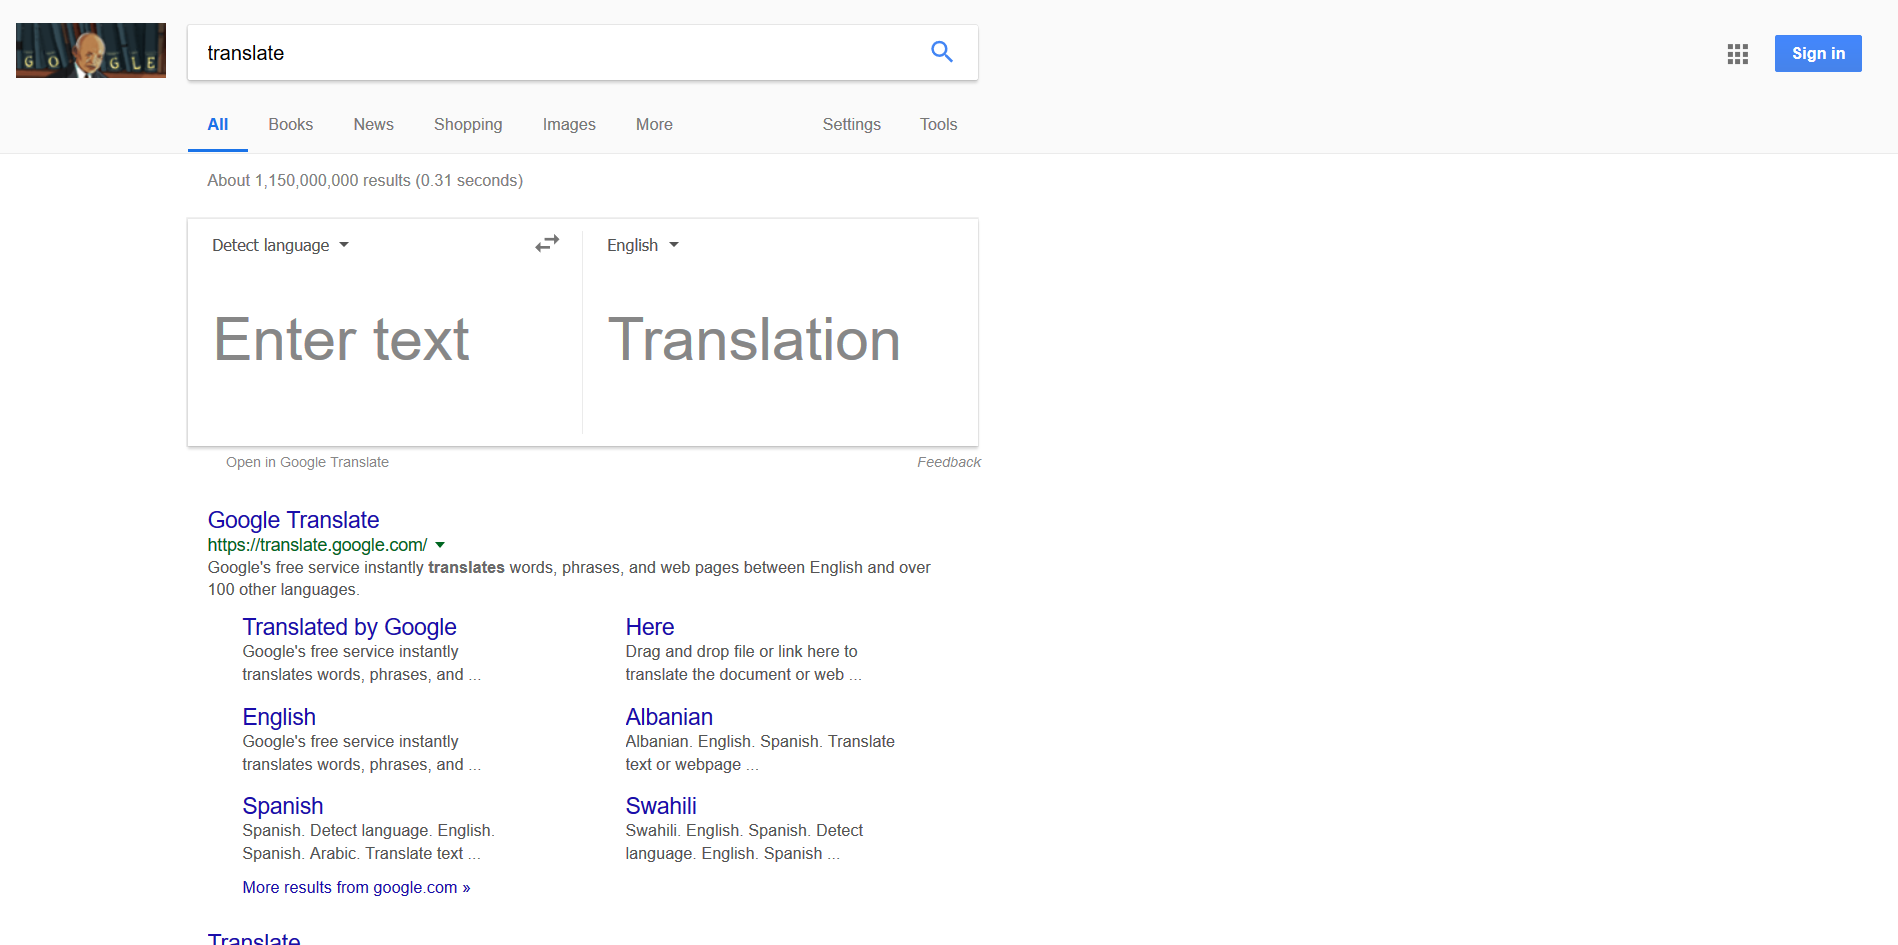 GO GLE
translate
Sign in
All Books News Shopping Images More Settings Tools
About 1,150,000,000 results (0.31 seconds)
Detect language English
Enter text Translation
Open in Google Translate Feedback
Google Translate
https://translate.google.com/
Google's free service instantly translates words, phrases, and web pages between English and over
100 other languages.
Translated by Google
Google's free service instantly
translates words, phrases, and ...
Here
Drag and drop file or link here to
translate the document or web ...
English
Google's free service instantly
translates words, phrases, and ...
Albanian
Albanian. English. Spanish. Translate
text or webpage ...
Spanish
Spanish. Detect language. English.
Spanish. Arabic. Translate text ...
Swahili
Swahili. English. Spanish. Detect
language. English. Spanish ...
More results from google.com »
Translate